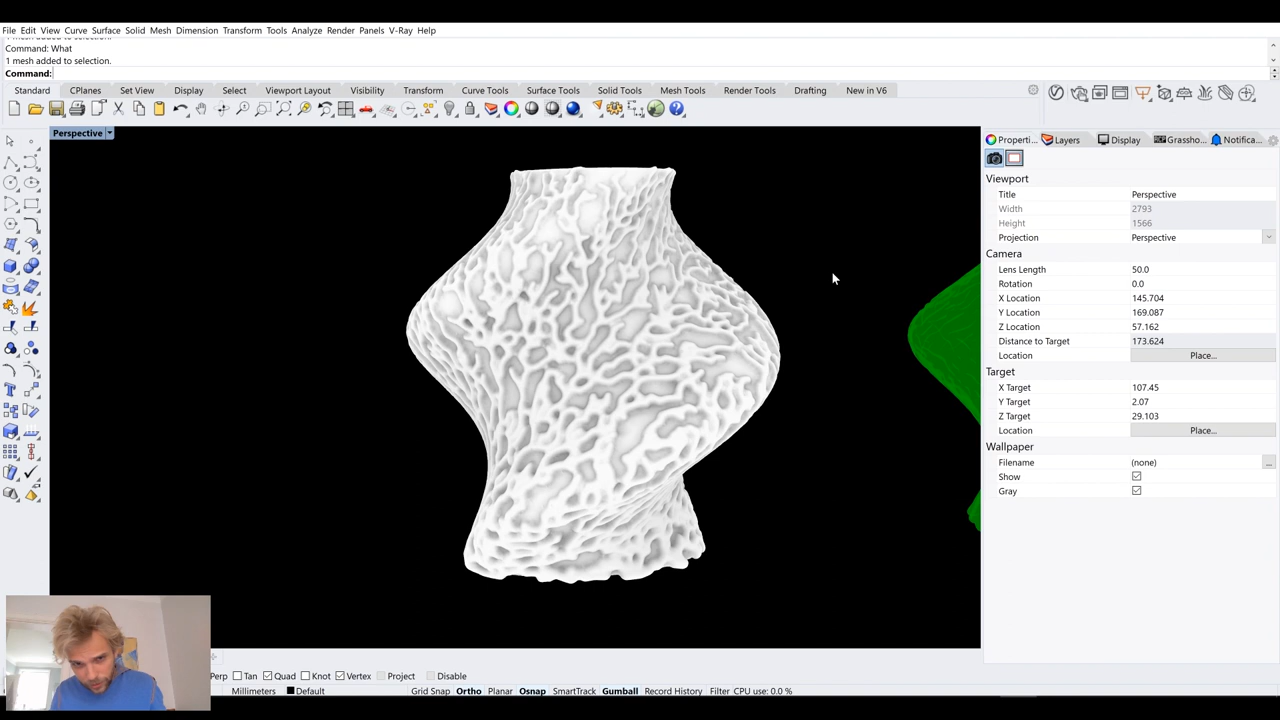 File Edit View Curve Surface Solid Mesh Dimension Transform Tools Analyze Render Panels V-Ray Help
Command: What
1 mesh added to selection.
Command:
Standard CPlanes Set View Display Select Viewport Layout Visibility Transform Curve Tools Surface Tools Solid Tools Mesh Tools Render Tools Drafting New in V6
Perspective
Properti... Layers Display Grassho... Notifica...
Viewport
Title Perspective
Width 2793
Height 1566
Projection Perspective
Camera
Lens Length 50.0
Rotation 0.0
X Location 145.704
Y Location 169.087
Z Location 57.162
Distance to Target 173.624
Location Place...
Target
X Target 107.45
Y Target 2.07
Z Target 29.103
Location Place...
Wallpaper
Filename (none) ...
Show
Gray
Perp Tan Quad Knot Vertex Project Disable
Millimeters Default Grid Snap Ortho Planar Osnap SmartTrack Gumball Record History Filter CPU use: 0.0 %